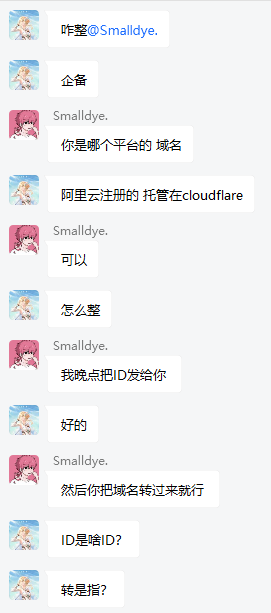 咋整@Smalldye.
企备
Smalldye.
你是哪个平台的 域名
阿里云注册的 托管在cloudflare
Smalldye.
可以
怎么整
Smalldye.
我晚点把ID发给你
好的
Smalldye.
然后你把域名转过来就行
ID是啥ID？
转是指？